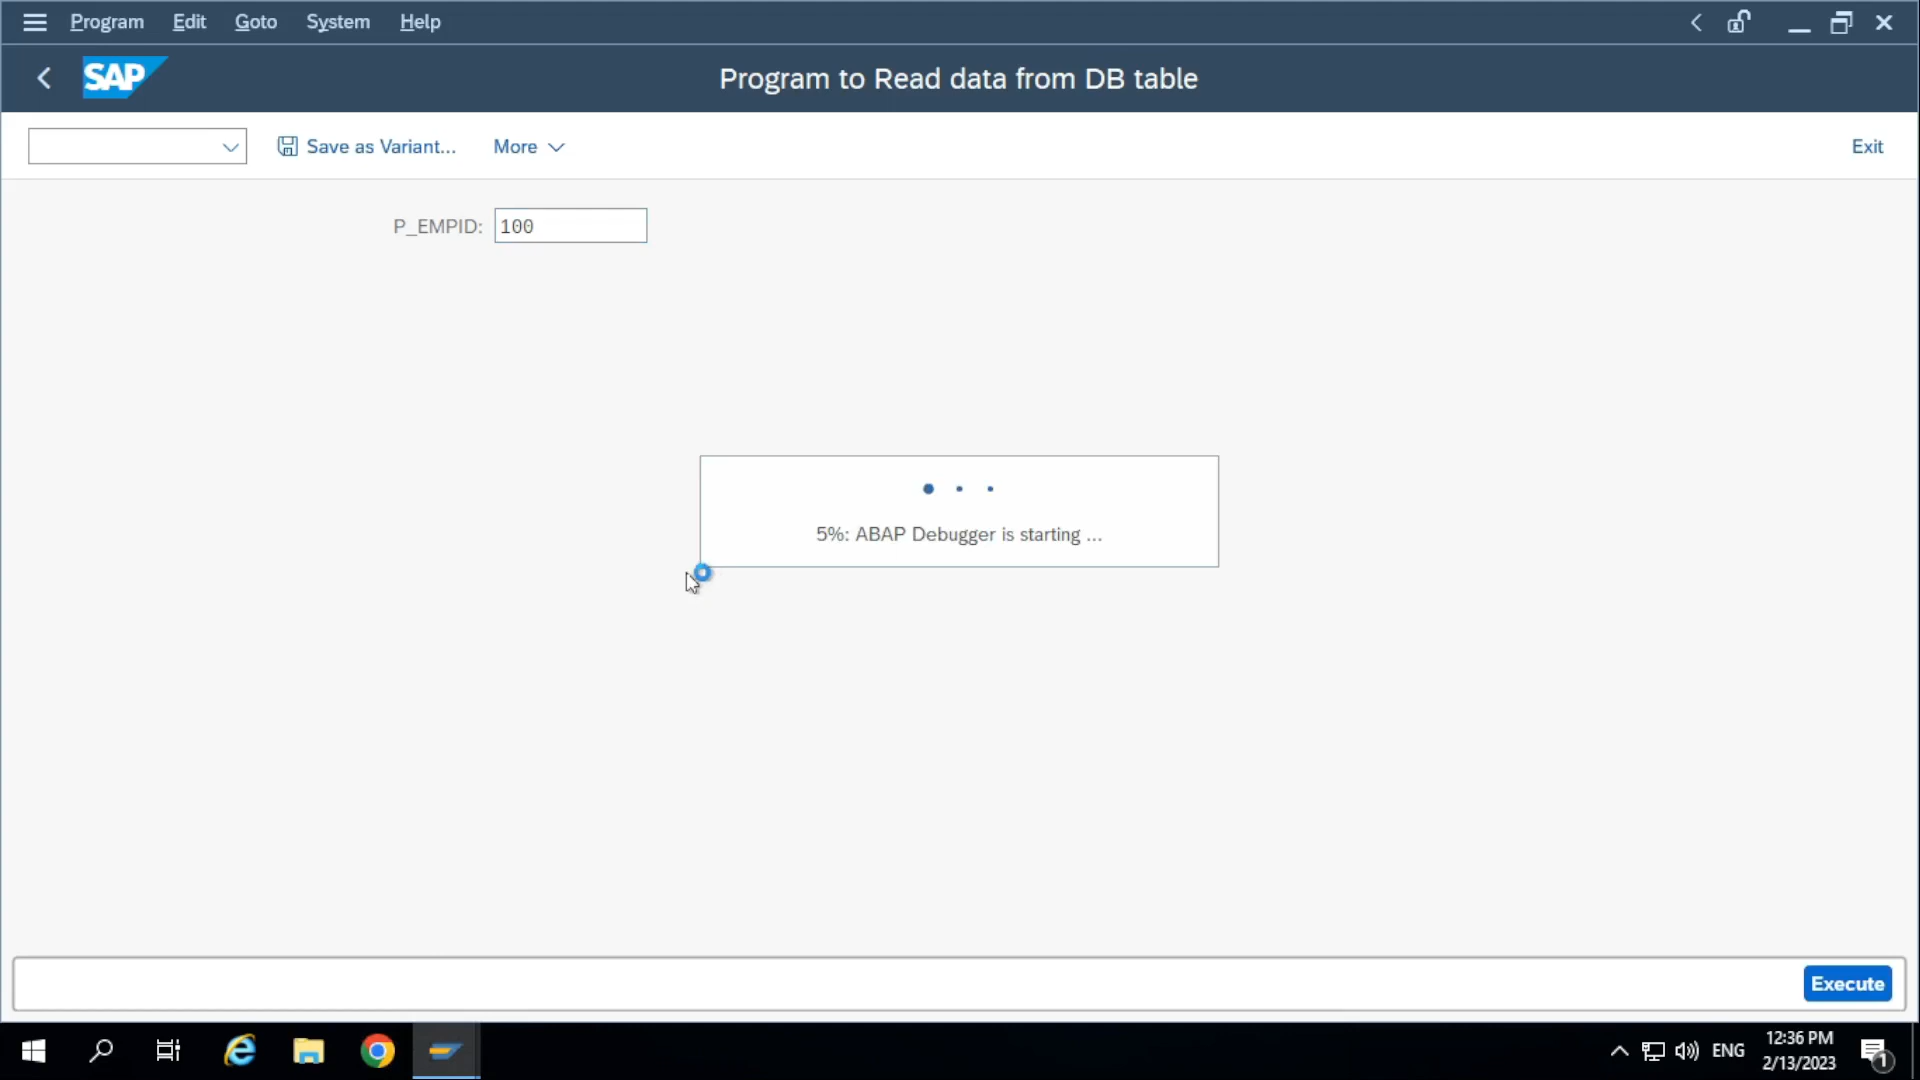 Program Edit Goto System Help
SAP Program to Read data from DB table
Save as Variant... More Exit
P_EMPID: 100
5%: ABAP Debugger is starting ...
Execute
ENG 12:36 PM
2/13/2023 1